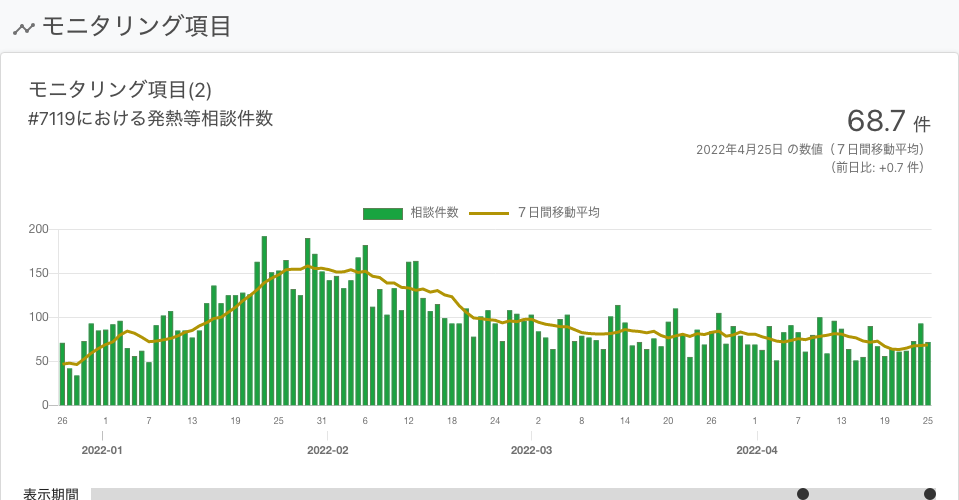 モニタリング項目
モニタリング項目(2)
#7119における発熱等相談件数
68.7 件
2022年4月25日 の数値（７日間移動平均）
（前日比: +0.7 件）
相談件数 ７日間移動平均
200
150
100
50
0
26 1 7 13 19 25 31 6 12 18 24 2 8 14 20 26 1 7 13 19 25
2022-01 2022-02 2022-03 2022-04
表示期間